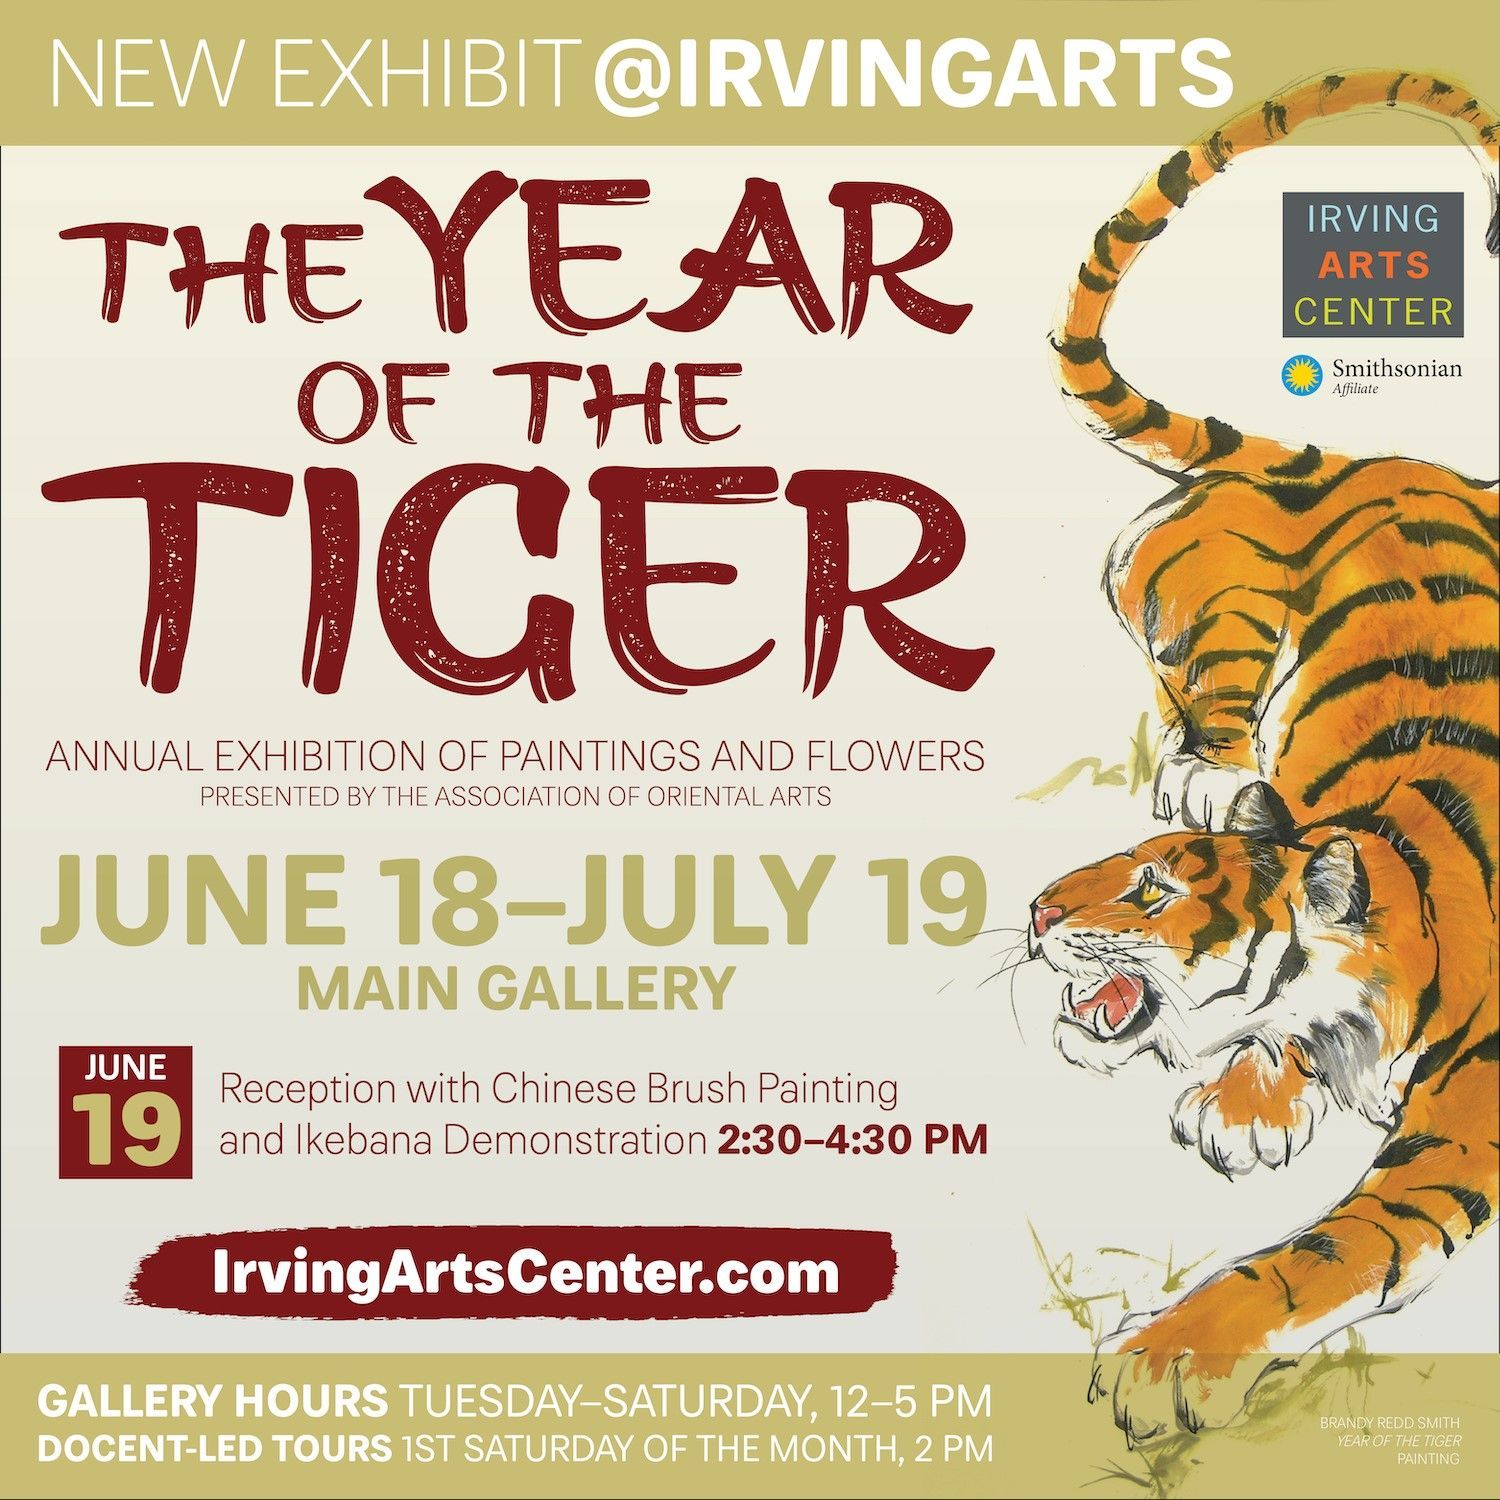 NEW EXHIBIT @IRVINGARTS
THE YEAR
OF THE
TIGER
IRVING
ARTS
CENTER
Smithsonian
Affiliate
ANNUAL EXHIBITION OF PAINTINGS AND FLOWERS
PRESENTED BY THE ASSOCIATION OF ORIENTAL ARTS
JUNE 18–JULY 19
MAIN GALLERY
JUNE
19
Reception with Chinese Brush Painting
and Ikebana Demonstration 2:30–4:30 PM
IrvingArtsCenter.com
GALLERY HOURS TUESDAY–SATURDAY, 12–5 PM
DOCENT-LED TOURS 1ST SATURDAY OF THE MONTH, 2 PM
BRANDY REDD SMITH
YEAR OF THE TIGER
PAINTING